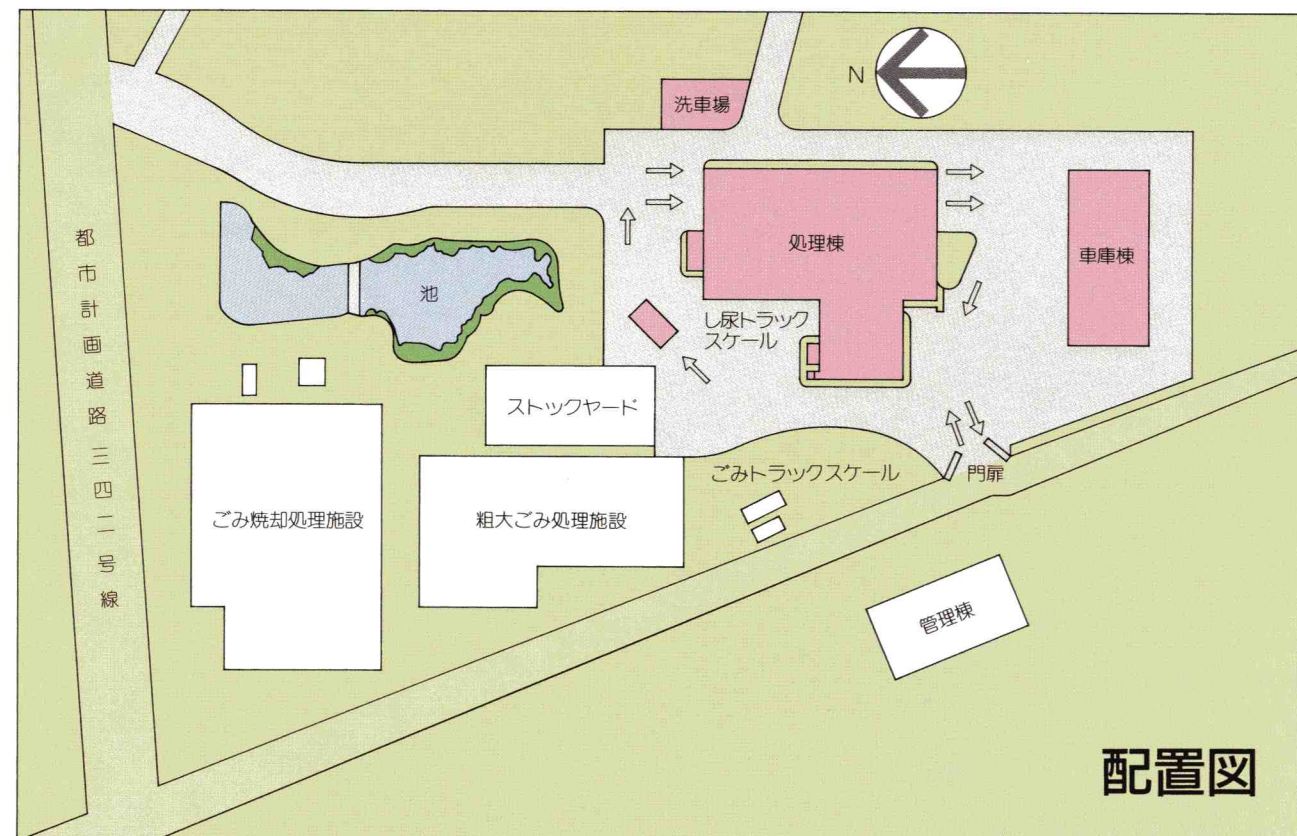 N
洗車場
処理棟
車庫棟
都市計画道路三四二号線
池
し尿トラック
スケール
ストックヤード
ごみトラックスケール
門扉
ごみ焼却処理施設
粗大ごみ処理施設
管理棟
配置図